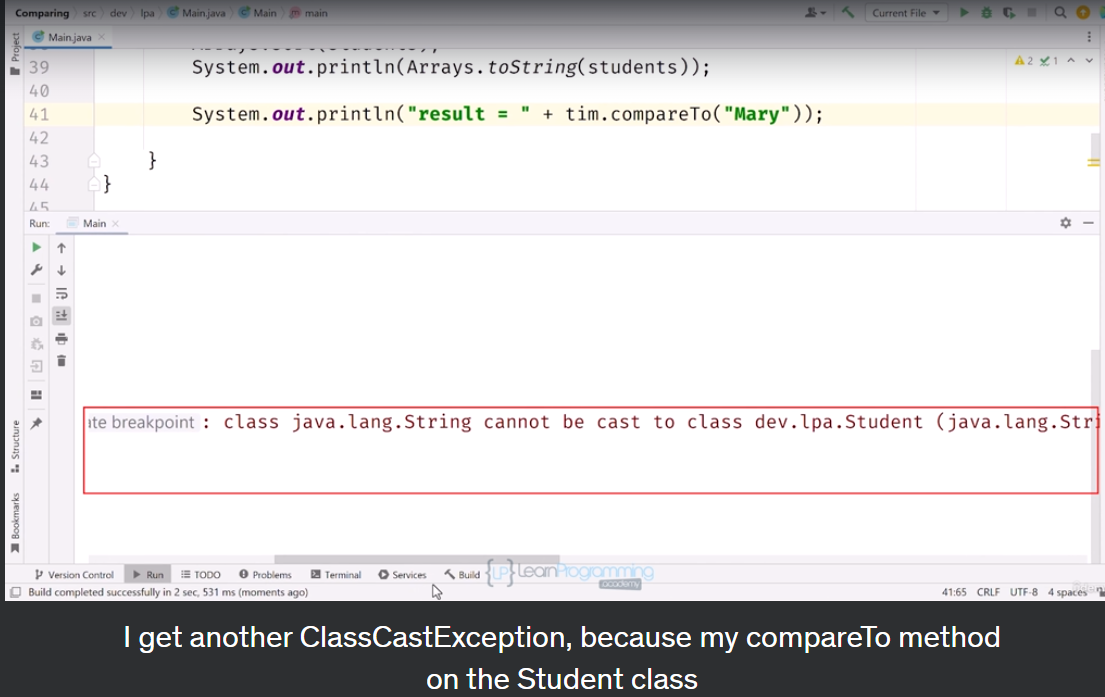 Comparing src dev lpa Main.java Main main Current File
Main.java
Project
39 System.out.println(Arrays.toString(students));
2 1
40
41 System.out.println("result = " + tim.compareTo("Mary"));
42
43 }
44 }
45
Run: Main
ate breakpoint : class java.lang.String cannot be cast to class dev.lpa.Student (java.lang.Stri
Structure
Bookmarks
{LP} LearnProgramming
academy
Version Control Run TODO Problems Terminal Services Build
Build completed successfully in 2 sec, 531 ms (moments ago) 41:65 CRLF UTF-8 4 spaces
I get another ClassCastException, because my compareTo method
on the Student class